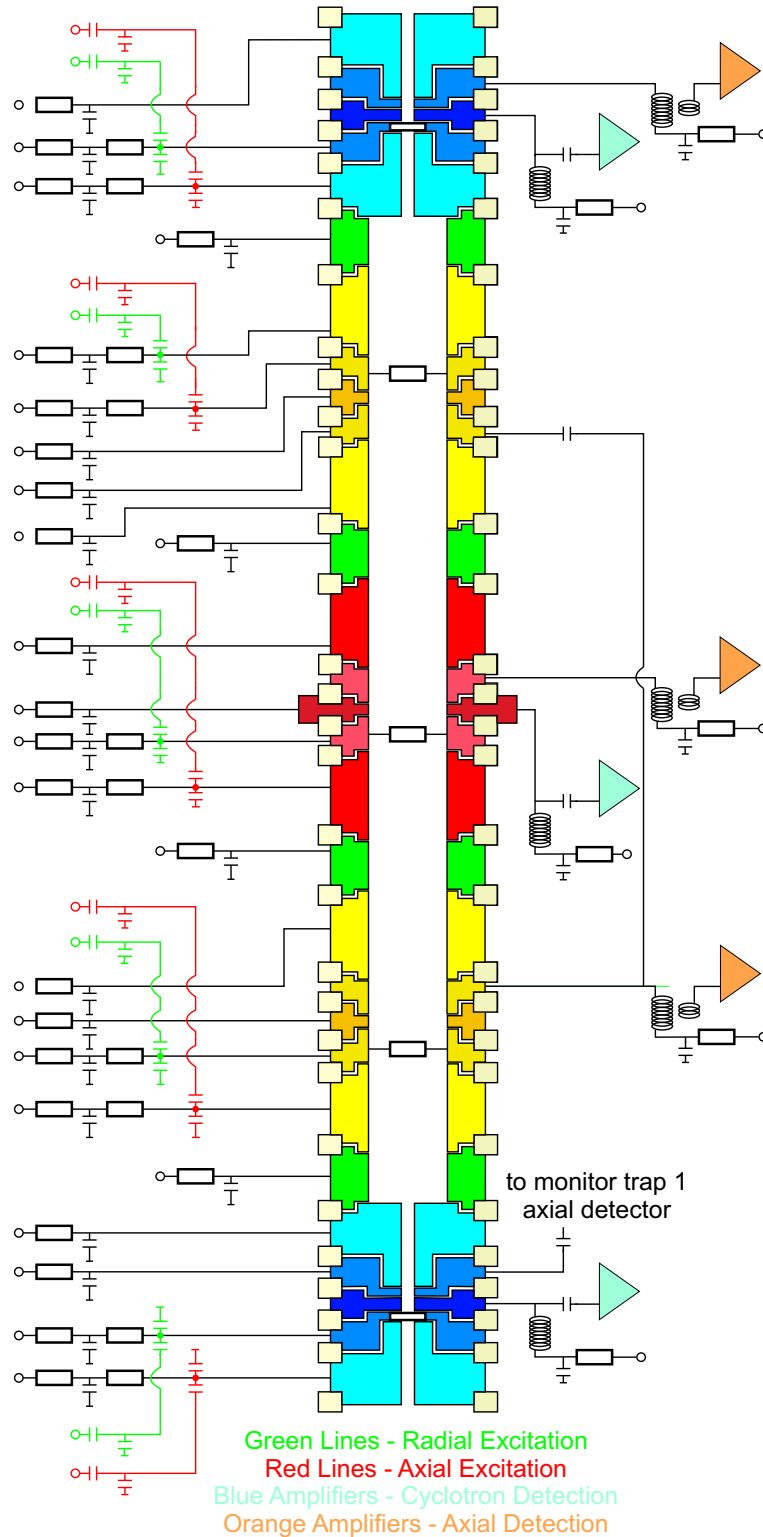 to monitor trap 1
axial detector
Green Lines - Radial Excitation
Red Lines - Axial Excitation
Blue Amplifiers - Cyclotron Detection
Orange Amplifiers - Axial Detection